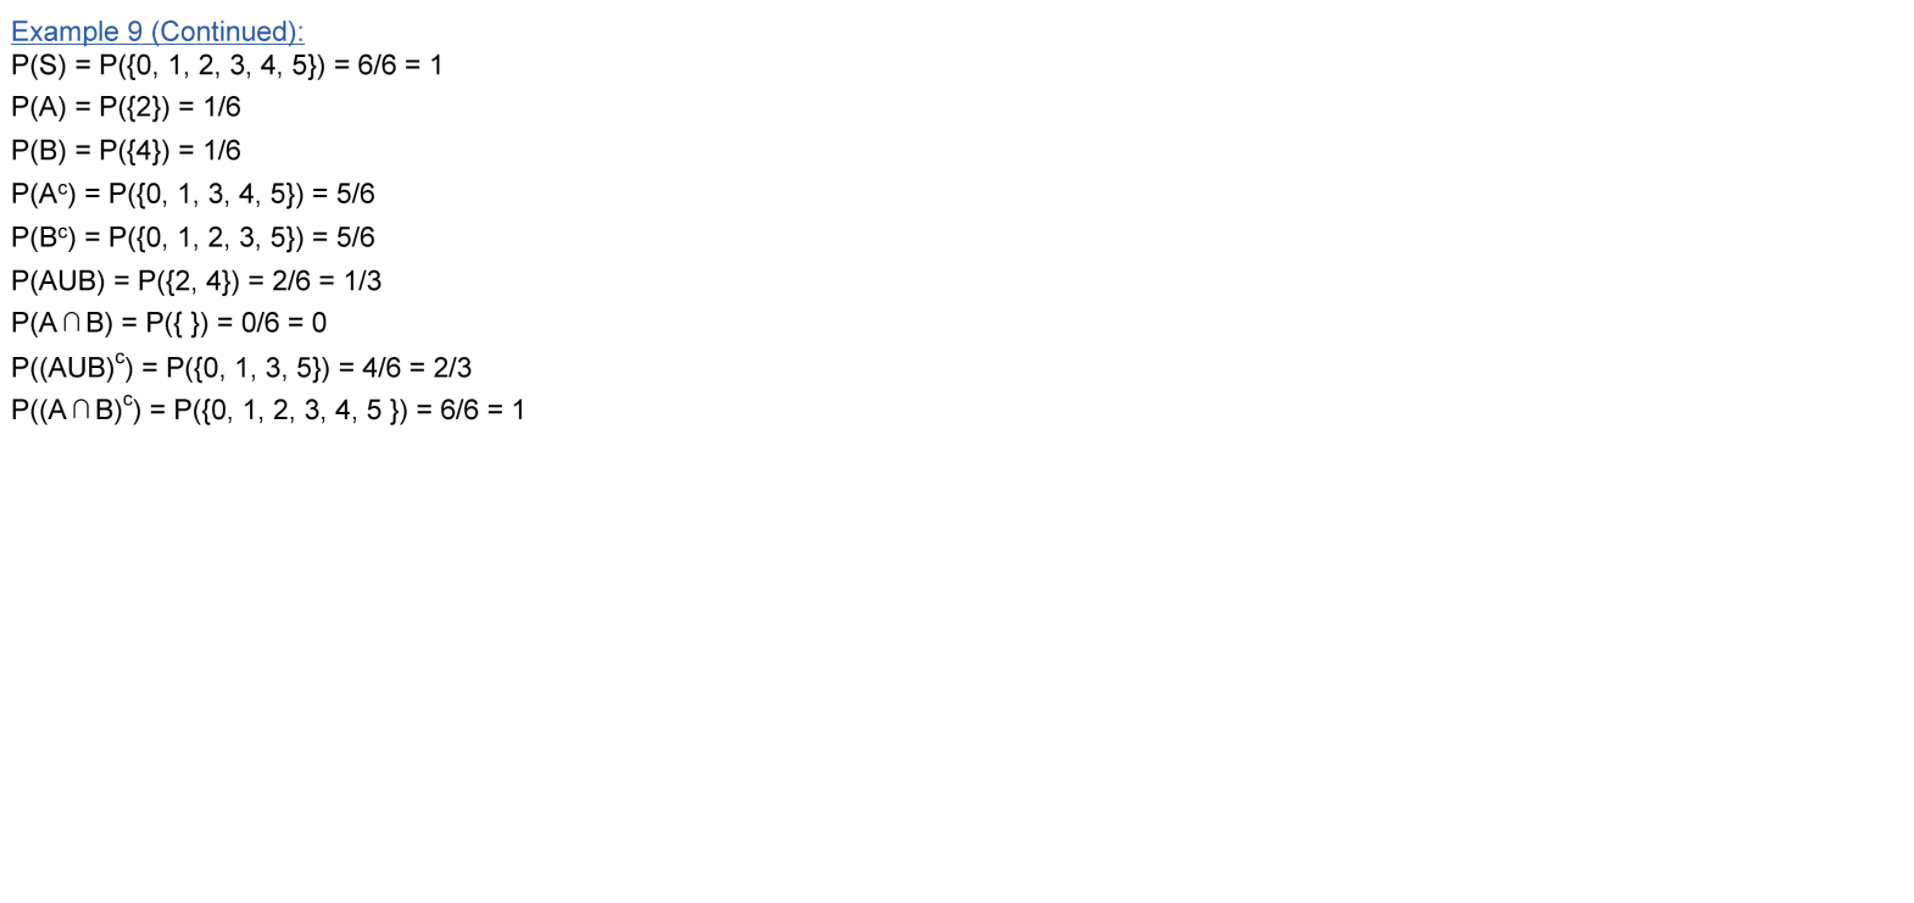 Example 9 (Continued):
P(S) = P({0, 1, 2, 3, 4, 5}) = 6/6 = 1
P(A) = P({2}) = 1/6
P(B) = P({4}) = 1/6
P(Aᶜ) = P({0, 1, 3, 4, 5}) = 5/6
P(Bᶜ) = P({0, 1, 2, 3, 5}) = 5/6
P(AUB) = P({2, 4}) = 2/6 = 1/3
P(A∩B) = P({ }) = 0/6 = 0
P((AUB)ᶜ) = P({0, 1, 3, 5}) = 4/6 = 2/3
P((A∩B)ᶜ) = P({0, 1, 2, 3, 4, 5 }) = 6/6 = 1